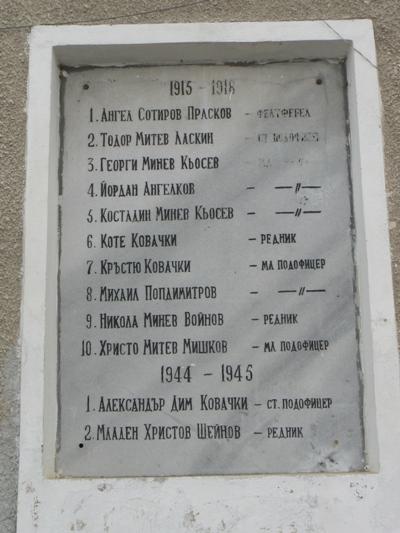 1915 - 1918
1. Ангел Сотиров Прасков - фелтфебел
2. Тодор Митев Ласкин - ст. подофицер
3. Георги Минев Кьосев
4. Йордан Ангелков - —//—
5. Костадин Минев Кьосев - —//—
6. Коте Ковачки - редник
7. Кръстю Ковачки - мл подофицер
8. Михаил Попдимитров - —//—
9. Никола Минев Войнов - редник
10. Христо Митев Мишков - мл подофицер
1944 - 1945
1. Александър Дим Ковачки - ст. подофицер
2. Младен Христов Шейнов - редник